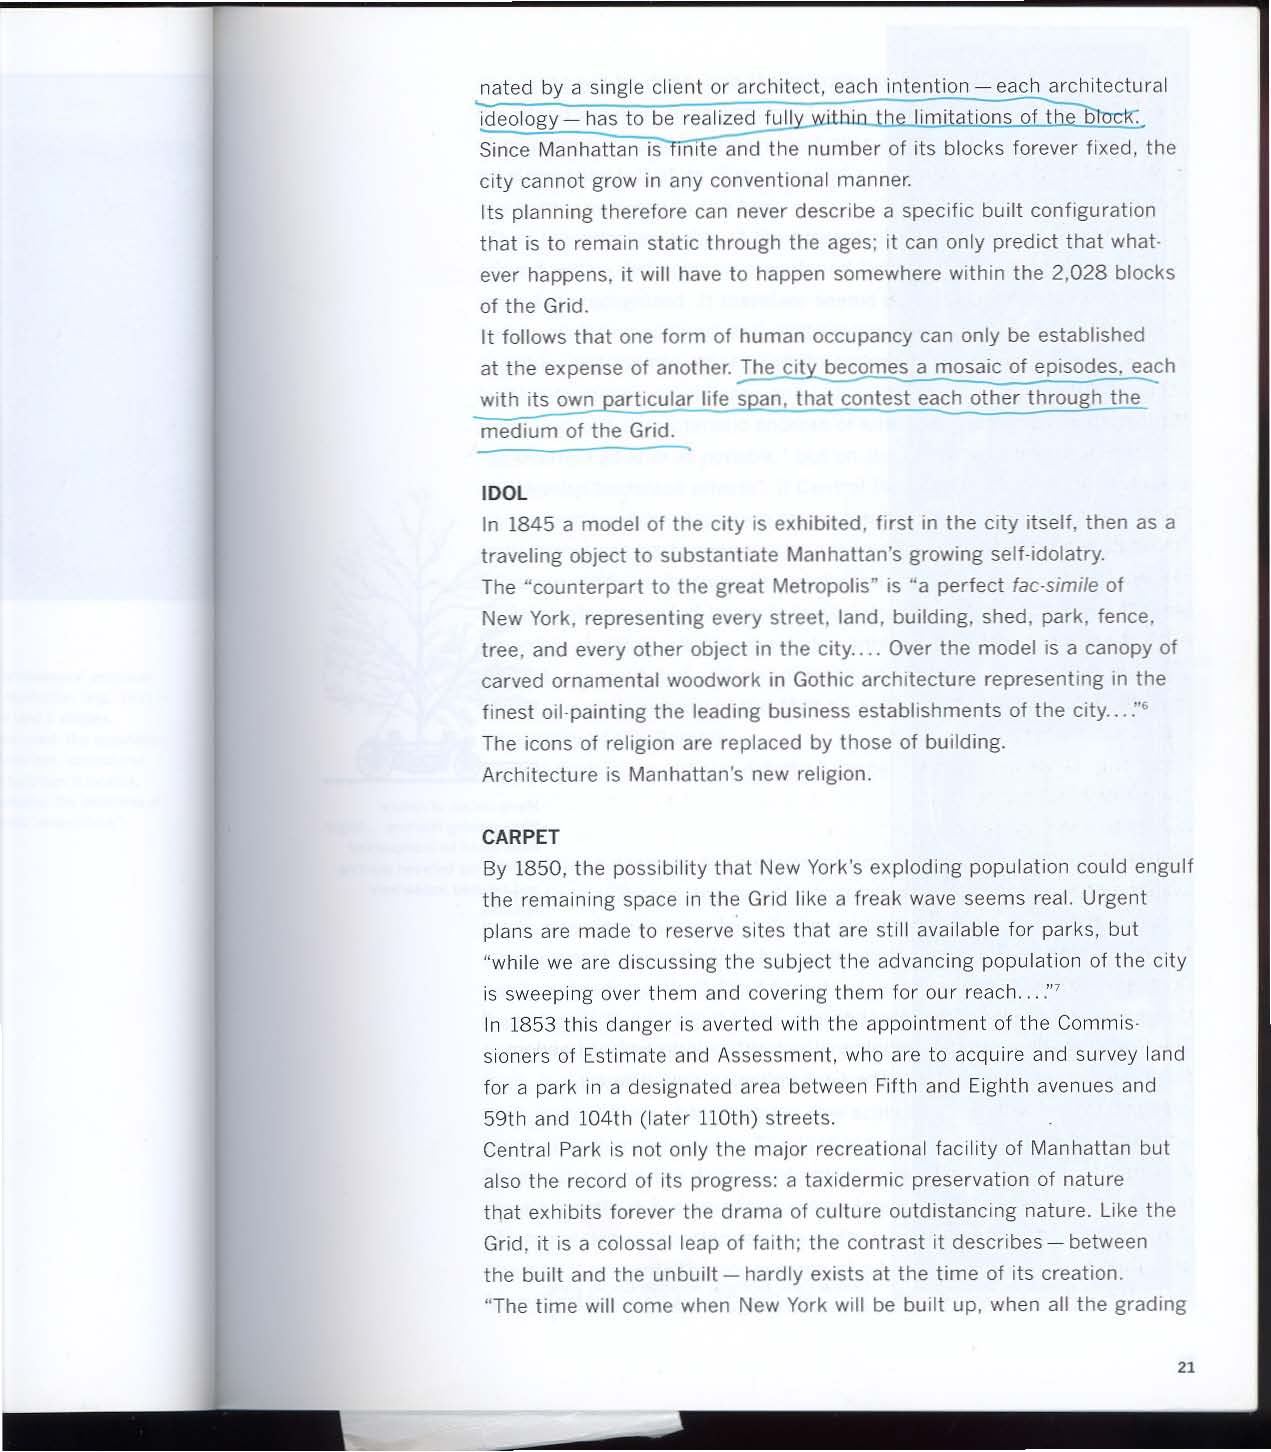 nated by a single client or architect, each intention — each architectural
ideology — has to be realized fully within the limitations of the block.
Since Manhattan is finite and the number of its blocks forever fixed, the
city cannot grow in any conventional manner.
Its planning therefore can never describe a specific built configuration
that is to remain static through the ages; it can only predict that what-
ever happens, it will have to happen somewhere within the 2,028 blocks
of the Grid.
It follows that one form of human occupancy can only be established
at the expense of another. The city becomes a mosaic of episodes, each
with its own particular life span, that contest each other through the
medium of the Grid.
IDOL
In 1845 a model of the city is exhibited, first in the city itself, then as a
traveling object to substantiate Manhattan's growing self-idolatry.
The "counterpart to the great Metropolis" is "a perfect fac-simile of
New York, representing every street, land, building, shed, park, fence,
tree, and every other object in the city.... Over the model is a canopy of
carved ornamental woodwork in Gothic architecture representing in the
finest oil-painting the leading business establishments of the city...."6
The icons of religion are replaced by those of building.
Architecture is Manhattan's new religion.
CARPET
By 1850, the possibility that New York's exploding population could engulf
the remaining space in the Grid like a freak wave seems real. Urgent
plans are made to reserve sites that are still available for parks, but
"while we are discussing the subject the advancing population of the city
is sweeping over them and covering them for our reach...."7
In 1853 this danger is averted with the appointment of the Commis-
sioners of Estimate and Assessment, who are to acquire and survey land
for a park in a designated area between Fifth and Eighth avenues and
59th and 104th (later 110th) streets.
Central Park is not only the major recreational facility of Manhattan but
also the record of its progress: a taxidermic preservation of nature
that exhibits forever the drama of culture outdistancing nature. Like the
Grid, it is a colossal leap of faith; the contrast it describes — between
the built and the unbuilt — hardly exists at the time of its creation.
"The time will come when New York will be built up, when all the grading
21